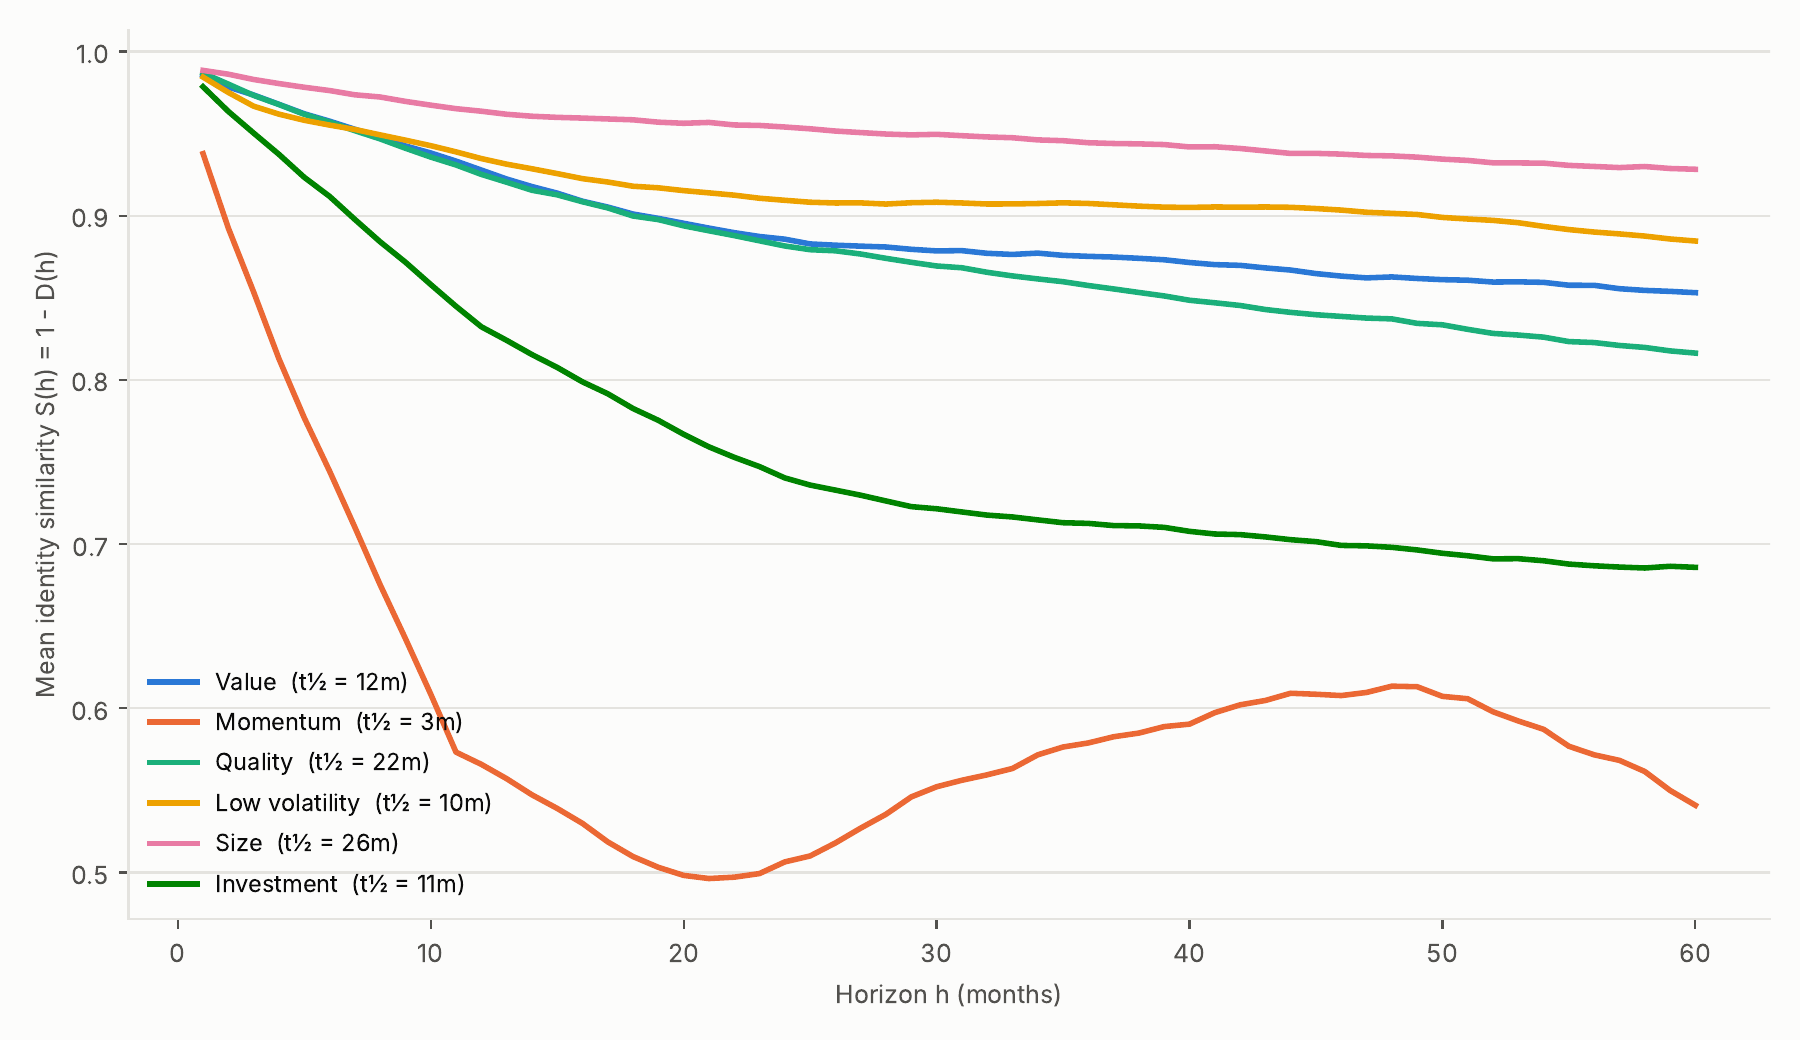 1.0
0.9
0.8
0.7
0.6
0.5
Mean identity similarity S(h) = 1 - D(h)
Value (t½ = 12m)
Momentum (t½ = 3m)
Quality (t½ = 22m)
Low volatility (t½ = 10m)
Size (t½ = 26m)
Investment (t½ = 11m)
0 10 20 30 40 50 60
Horizon h (months)